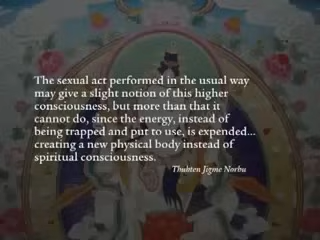 The sexual act performed in the usual way
may give a slight notion of this higher
consciousness, but more than that it
cannot do, since the energy, instead of
being trapped and put to use, is expended...
creating a new physical body instead of
spiritual consciousness.
Thubten Jigme Norbu